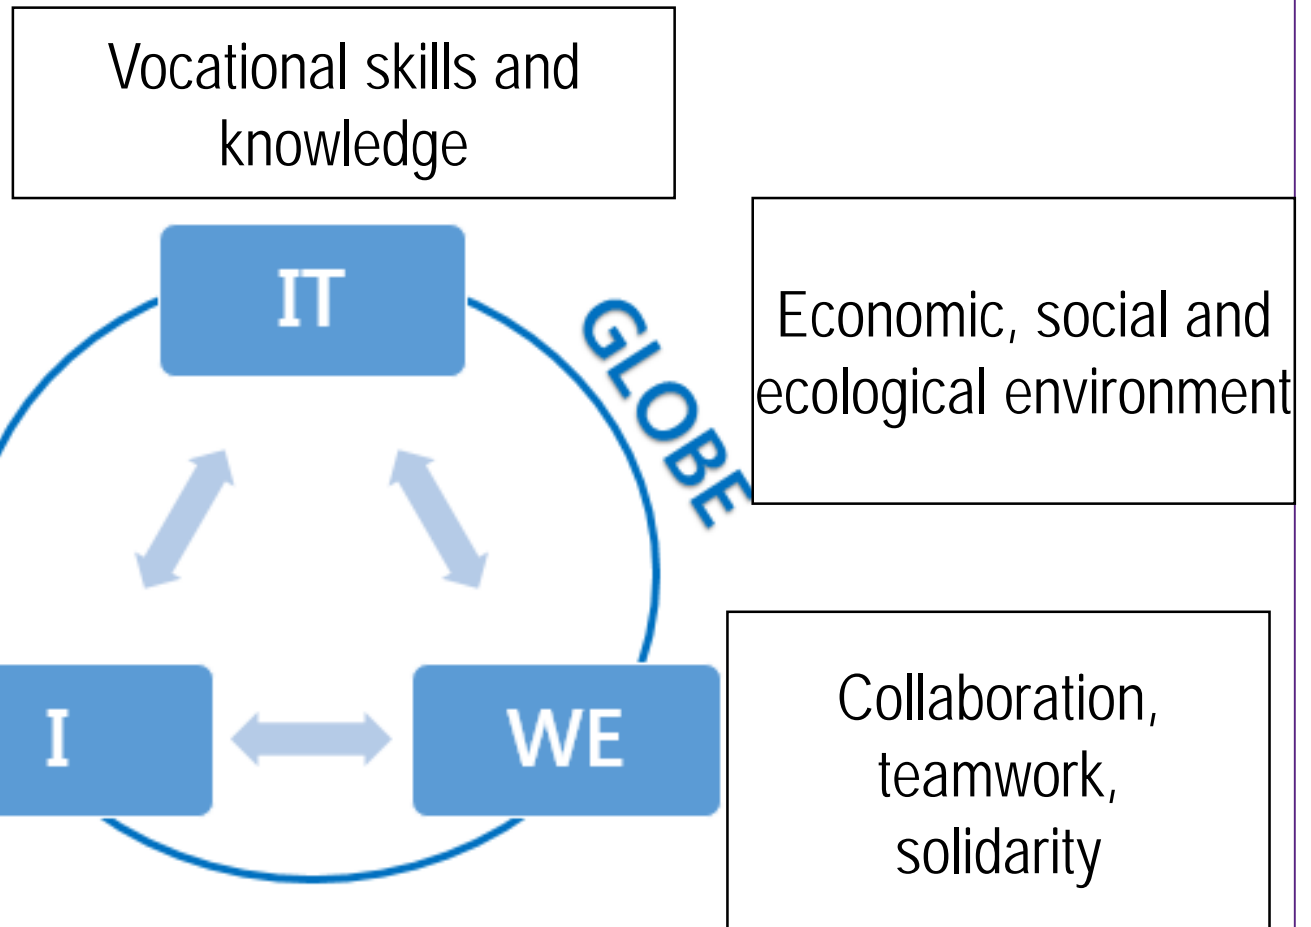 Vocational skills and
knowledge
IT
GLOBE
Economic, social and
ecological environment
I
WE
Collaboration,
teamwork,
solidarity